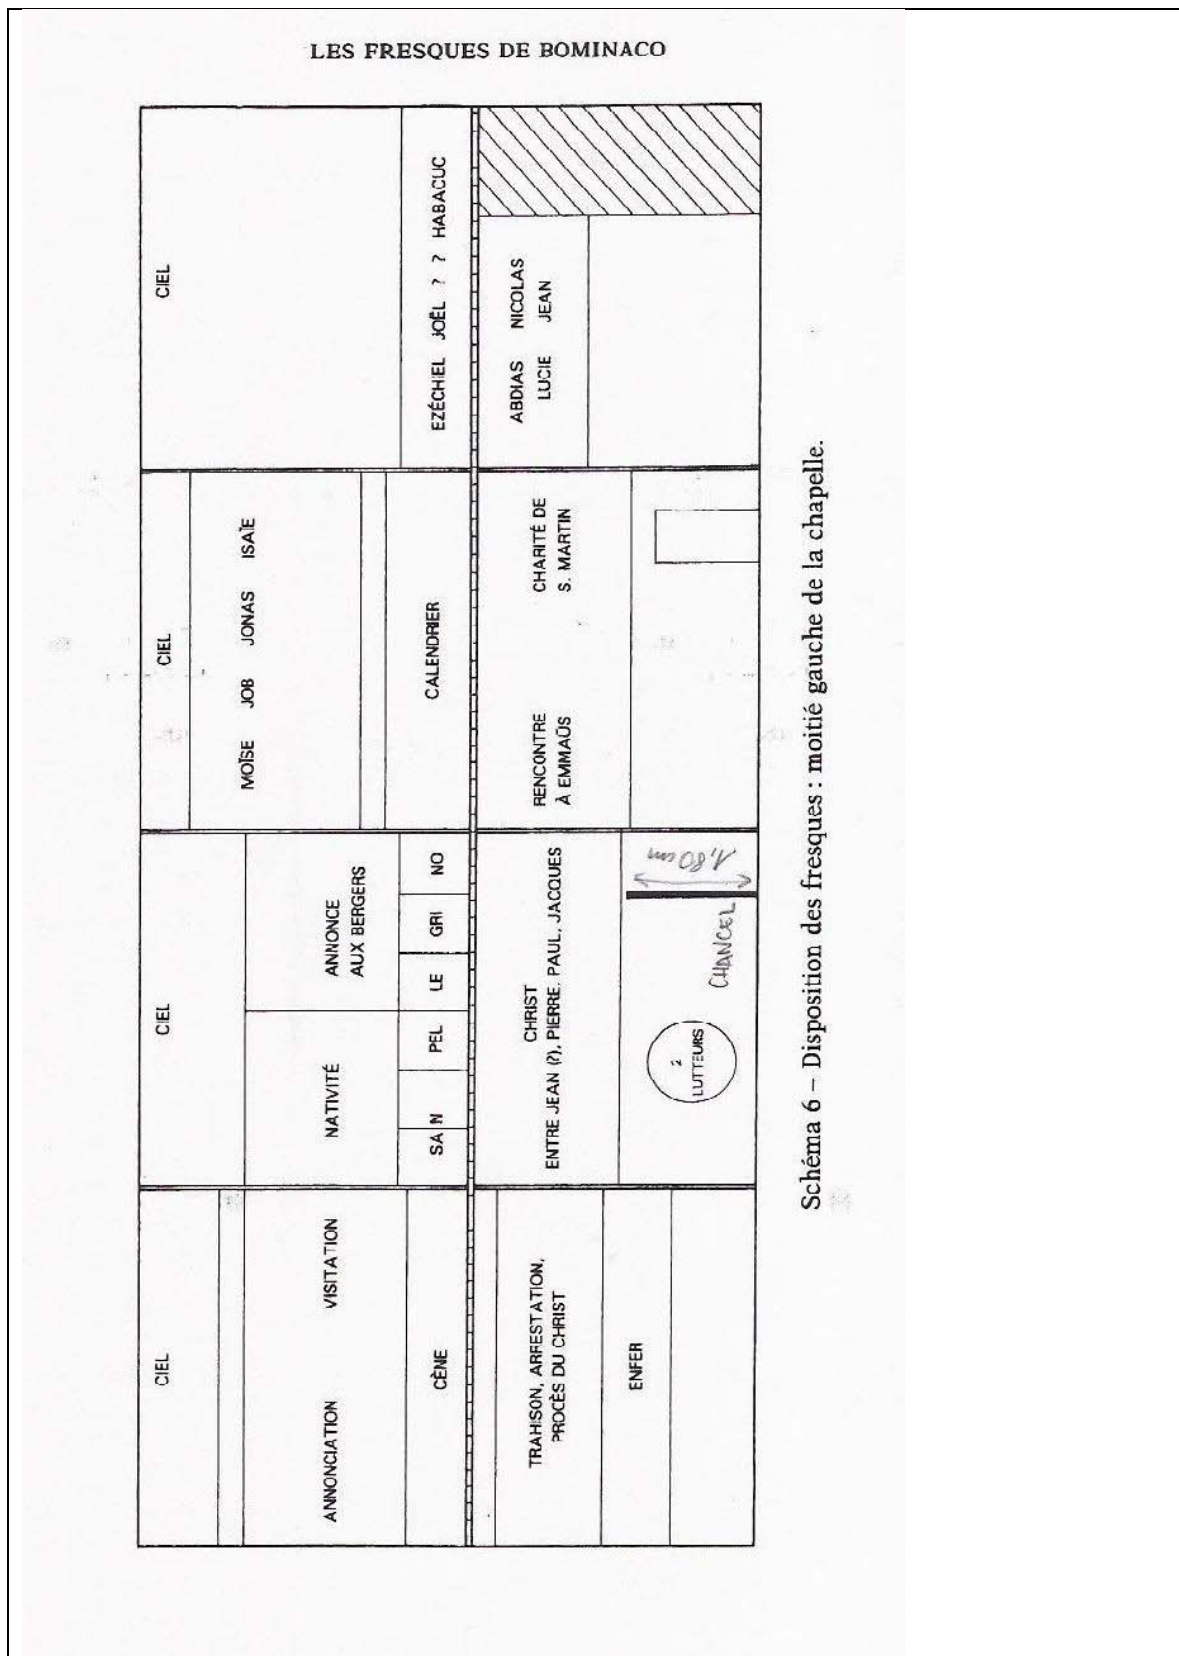 LES FRESQUES DE BOMINACO
CIEL
ANNONCIATION VISITATION
CÈNE
TRAHISON, ARRESTATION,
PROCÈS DU CHRIST
ENFER
CIEL
NATIVITÉ
ANNONCE
AUX BERGERS
SA N PEL LE GRI NO
CHRIST
ENTRE JEAN (?), PIERRE, PAUL, JACQUES
2
LUTTEURS
CHANCEL
1,80 cm
CIEL
MOÏSE JOB JONAS ISAÏE
CALENDRIER
RENCONTRE
À EMMAÜS
CHARITÉ DE
S. MARTIN
CIEL
EZÉCHIEL JOËL ? ? HABACUC
ABDIAS NICOLAS
LUCIE JEAN
Schéma 6 – Disposition des fresques : moitié gauche de la chapelle.